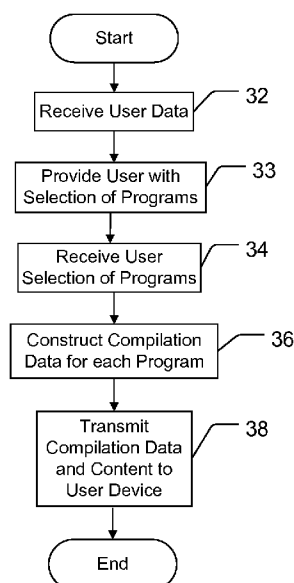 Start
Receive User Data
32
Provide User with
Selection of Programs
33
Receive User
Selection of Programs
34
Construct Compilation
Data for each Program
36
Transmit
Compilation Data
and Content to
User Device
38
End